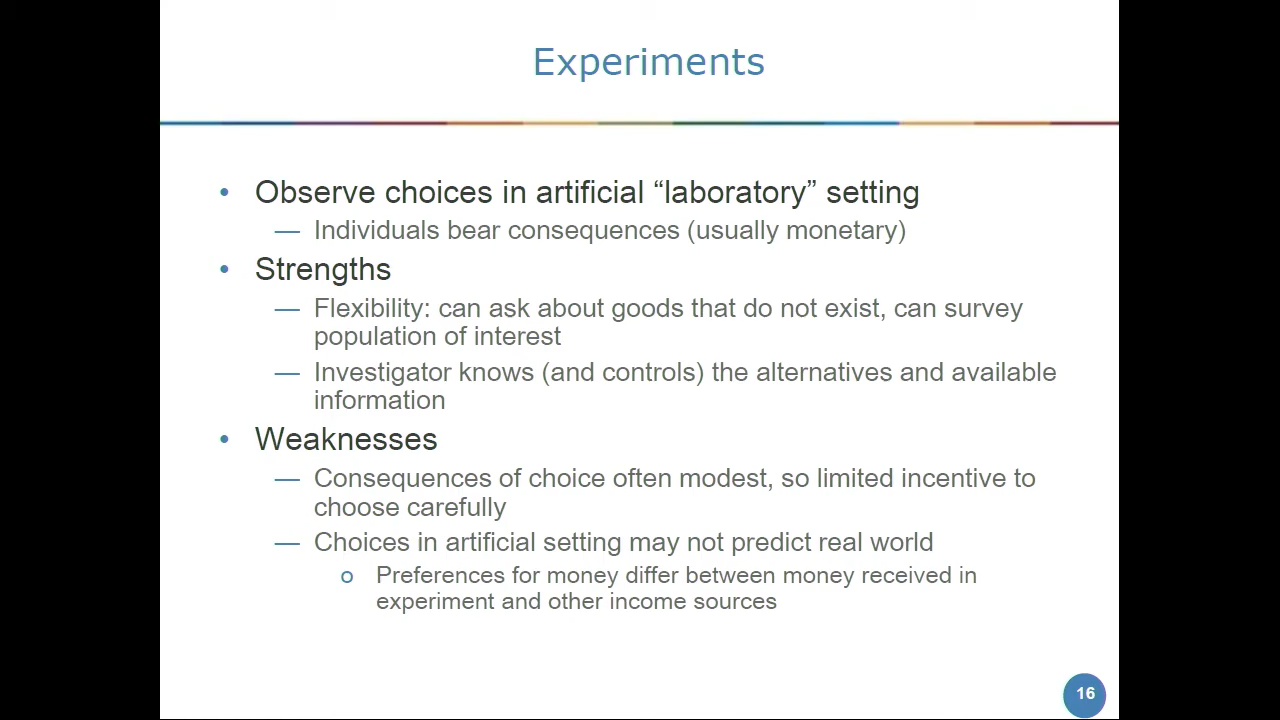 Experiments
• Observe choices in artificial “laboratory” setting
— Individuals bear consequences (usually monetary)
• Strengths
— Flexibility: can ask about goods that do not exist, can survey
population of interest
— Investigator knows (and controls) the alternatives and available
information
• Weaknesses
— Consequences of choice often modest, so limited incentive to
choose carefully
— Choices in artificial setting may not predict real world
o Preferences for money differ between money received in
experiment and other income sources
16